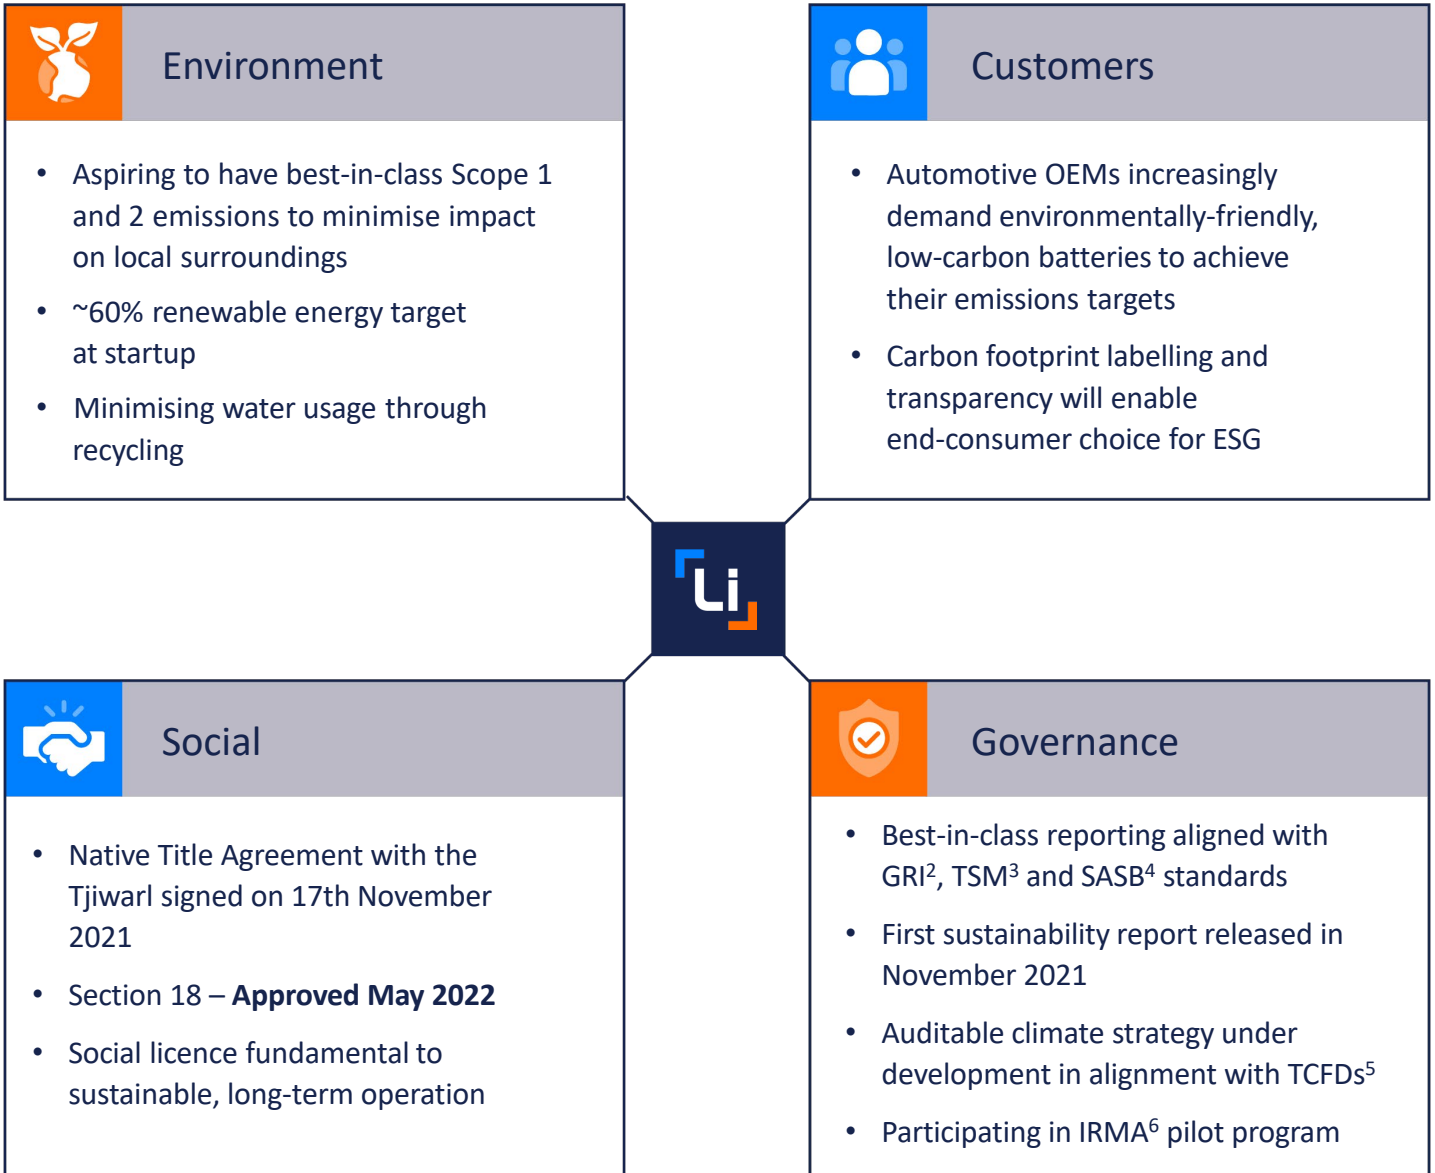 Environment
• Aspiring to have best-in-class Scope 1
and 2 emissions to minimise impact
on local surroundings
• ~60% renewable energy target
at startup
• Minimising water usage through
recycling
Customers
• Automotive OEMs increasingly
demand environmentally-friendly,
low-carbon batteries to achieve
their emissions targets
• Carbon footprint labelling and
transparency will enable
end-consumer choice for ESG
Li
Social
• Native Title Agreement with the
Tjiwarl signed on 17th November
2021
• Section 18 – Approved May 2022
• Social licence fundamental to
sustainable, long-term operation
Governance
• Best-in-class reporting aligned with
GRI², TSM³ and SASB⁴ standards
• First sustainability report released in
November 2021
• Auditable climate strategy under
development in alignment with TCFDs⁵
• Participating in IRMA⁶ pilot program